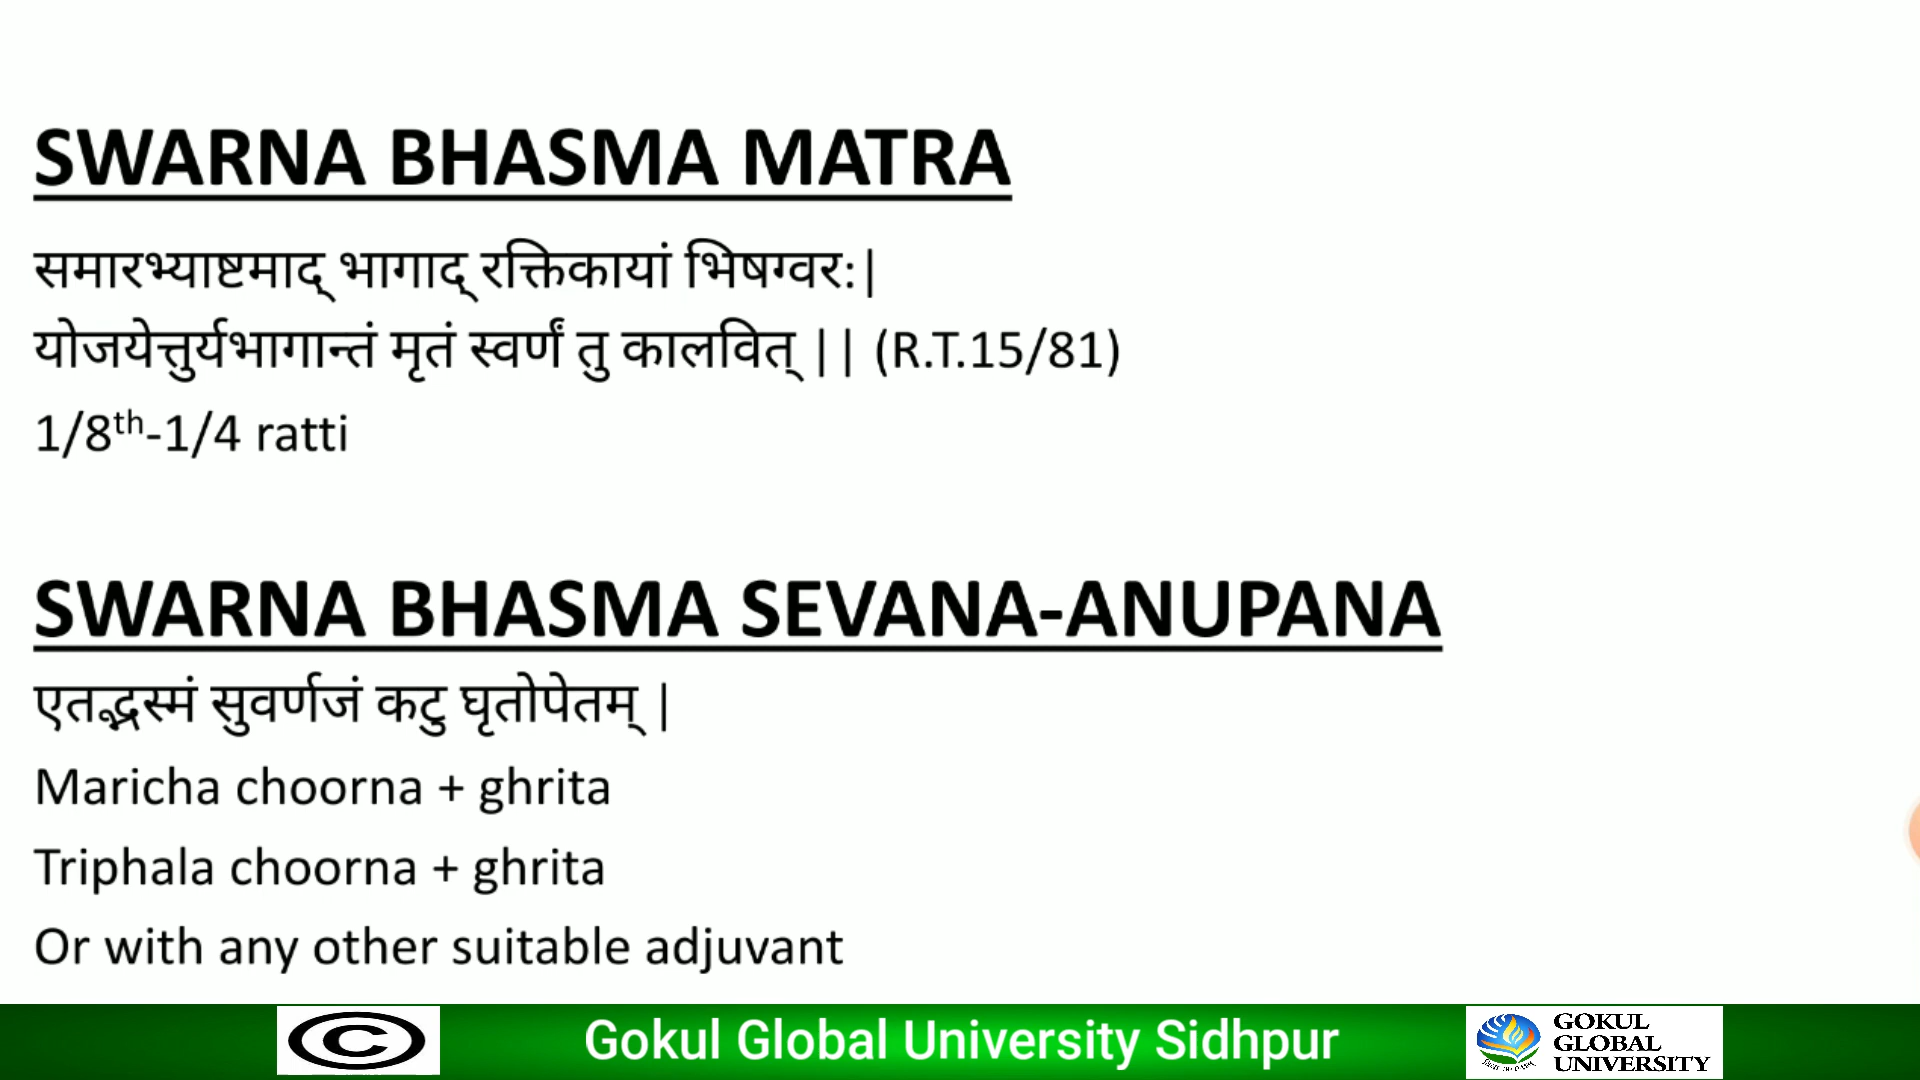 SWARNA BHASMA MATRA
समारभ्याष्टमाद् भागाद् रक्तिकायां भिषग्वर:|
योजयेत्तुर्यभागान्तं मृतं स्वर्णं तु कालवित् || (R.T.15/81)
1/8th-1/4 ratti
SWARNA BHASMA SEVANA-ANUPANA
एतद्भस्मं सुवर्णजं कटु घृतोपेतम् |
Maricha choorna + ghrita
Triphala choorna + ghrita
Or with any other suitable adjuvant
C
Gokul Global University Sidhpur
GOKUL
GLOBAL
UNIVERSITY